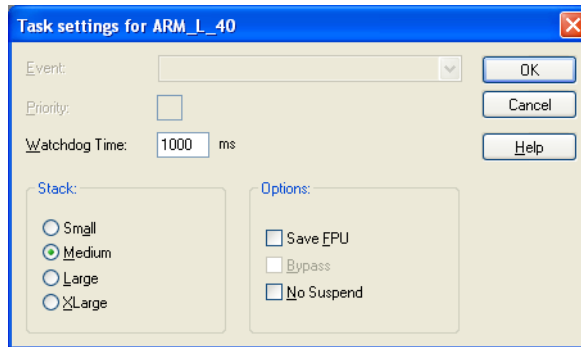 Task settings for ARM_L_40
Event:
OK
Priority:
Cancel
Watchdog Time: 1000 ms
Help
Stack:
Small
Medium
Large
XLarge
Options:
Save FPU
Bypass
No Suspend